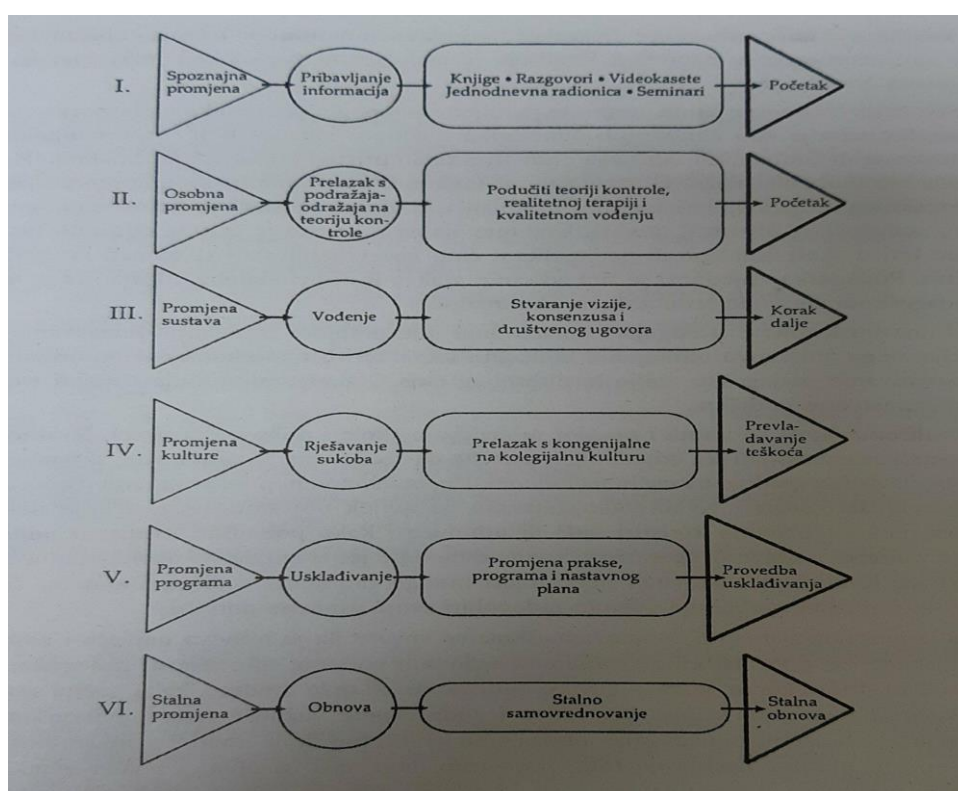 I.
Spoznajna
promjena
Pribavljanje
informacija
Knjige • Razgovori • Videokasete
Jednodnevna radionica • Seminari
Početak
II.
Osobna
promjena
Prelazak s
podražaja-
odražaja na
teoriju kon-
trole
Podučiti teoriji kontrole,
realitetnoj terapiji i
kvalitetnom vođenju
Početak
III.
Promjena
sustava
Vođenje
Stvaranje vizije,
konsenzusa i
društvenog ugovora
Korak
dalje
IV.
Promjena
kulture
Rješavanje
sukoba
Prelazak s kongenijalne
na kolegijalnu kulturu
Prevla-
davanje
teškoća
V.
Promjena
programa
Usklađivanje
Promjena prakse,
programa i nastavnog
plana
Provedba
usklađivanja
VI.
Stalna
promjena
Obnova
Stalno
samovrednovanje
Stalna
obnova